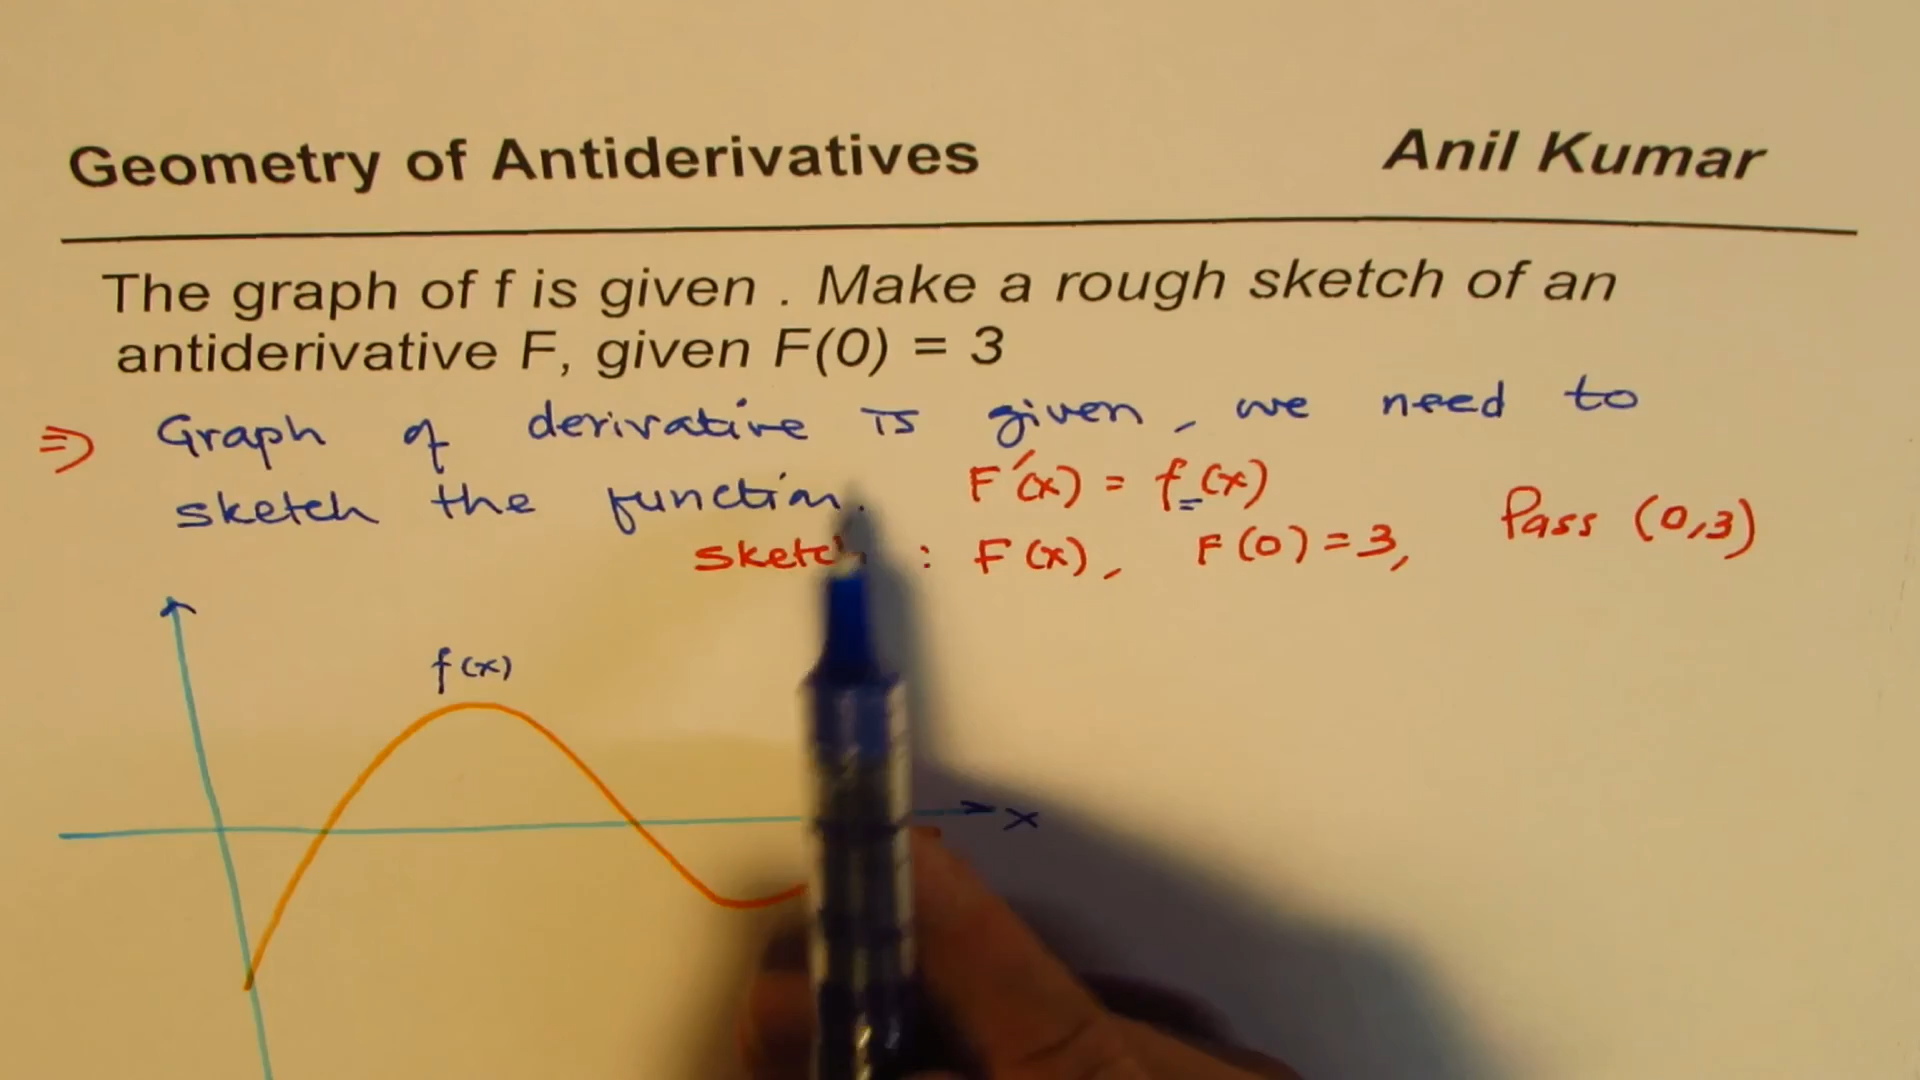 Geometry of Antiderivatives Anil Kumar
The graph of f is given . Make a rough sketch of an
antiderivative F, given F(0) = 3
⇒ Graph of derivative is given, we need to
sketch the function. F'(x) = f(x)
Pass (0,3)
sketch : F(x), F(0) = 3,
f(x)
x